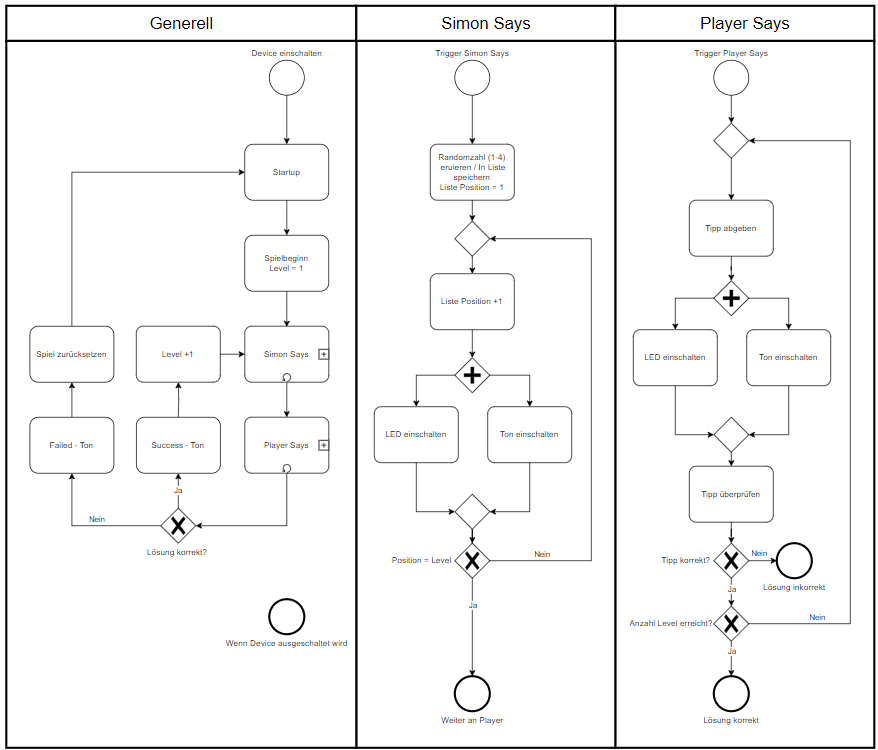 Generell
Simon Says
Player Says
Device einschalten
Startup
Spielbeginn
Level = 1
Spiel zurücksetzen
Level +1
Simon Says
Failed - Ton
Success - Ton
Player Says
Ja
Nein
Lösung korrekt?
Wenn Device ausgeschaltet wird
Trigger Simon Says
Randomzahl (1-4)
eruieren / In Liste
speichern
Liste Position = 1
Liste Position +1
LED einschalten
Ton einschalten
Position = Level
Nein
Ja
Weiter an Player
Trigger Player Says
Tipp abgeben
LED einschalten
Ton einschalten
Tipp überprüfen
Tipp korrekt?
Nein
Lösung inkorrekt
Ja
Anzahl Level erreicht?
Nein
Ja
Lösung korrekt